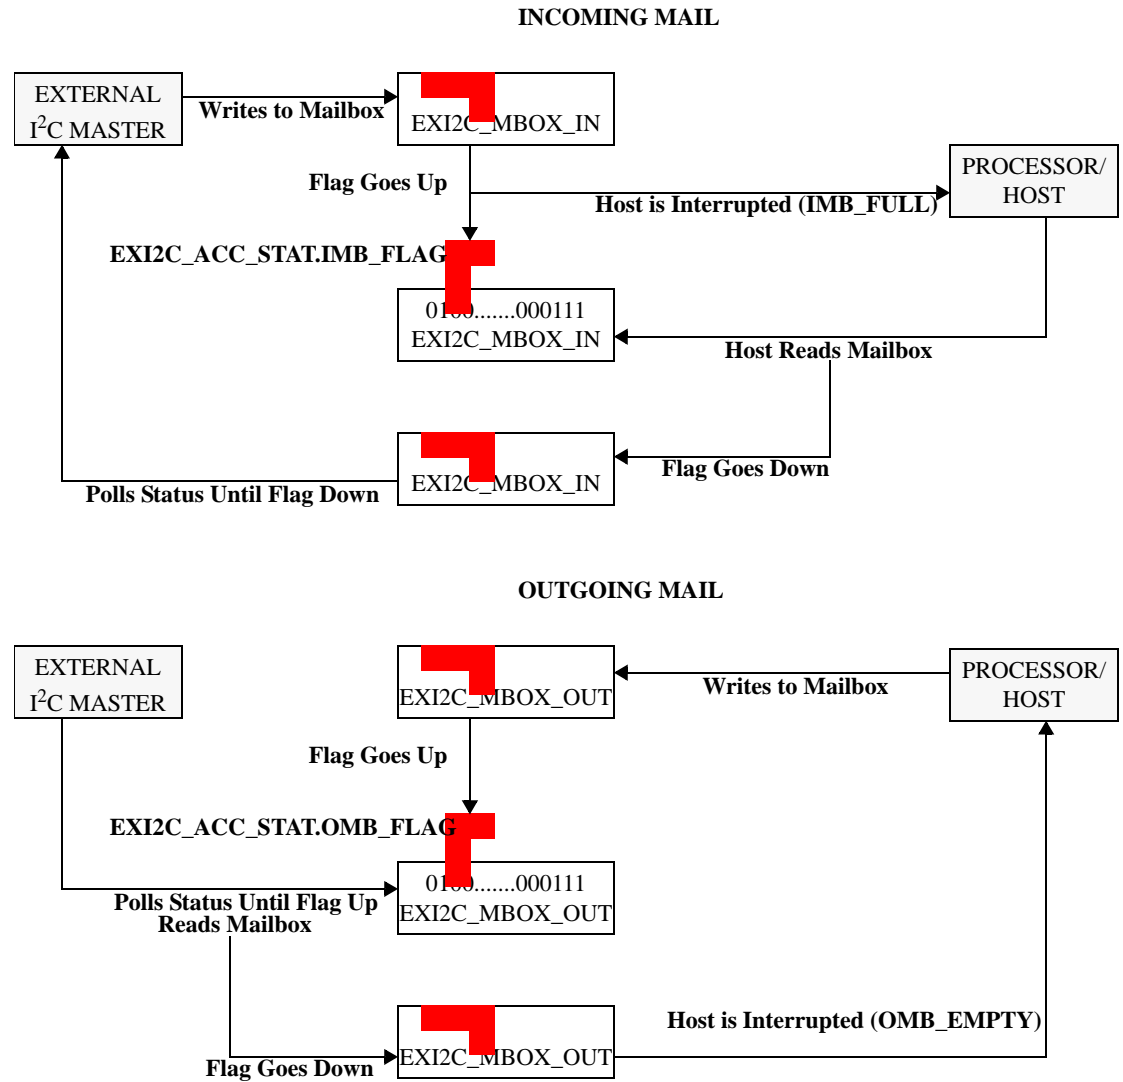 INCOMING MAIL
EXTERNAL
I²C MASTER
Writes to Mailbox
EXI2C_MBOX_IN
Flag Goes Up
PROCESSOR/
HOST
Host is Interrupted (IMB_FULL)
EXI2C_ACC_STAT.IMB_FLAG
0100.......000111
EXI2C_MBOX_IN
Host Reads Mailbox
Flag Goes Down
EXI2C_MBOX_IN
Polls Status Until Flag Down
OUTGOING MAIL
EXTERNAL
I²C MASTER
EXI2C_MBOX_OUT
Writes to Mailbox
PROCESSOR/
HOST
Flag Goes Up
EXI2C_ACC_STAT.OMB_FLAG
0100.......000111
EXI2C_MBOX_OUT
Polls Status Until Flag Up
Reads Mailbox
Host is Interrupted (OMB_EMPTY)
EXI2C_MBOX_OUT
Flag Goes Down